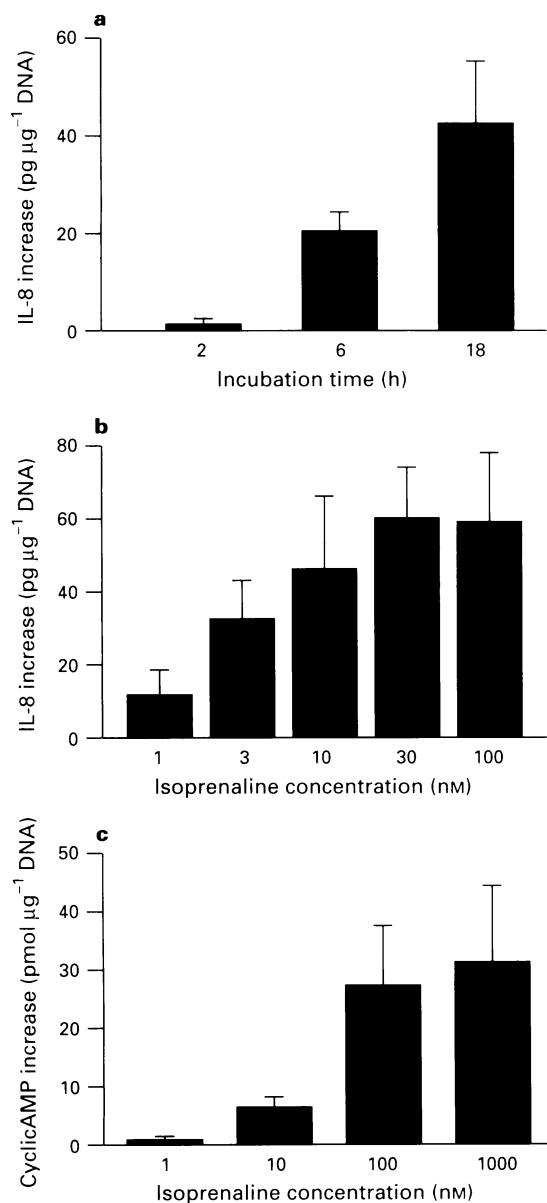 a
IL-8 increase (pg µg⁻¹ DNA)
60
40
20
0
2 6 18
Incubation time (h)
b
IL-8 increase (pg µg⁻¹ DNA)
80
60
40
20
0
1 3 10 30 100
Isoprenaline concentration (nM)
c
CyclicAMP increase (pmol µg⁻¹ DNA)
50
40
30
20
10
0
1 10 100 1000
Isoprenaline concentration (nM)